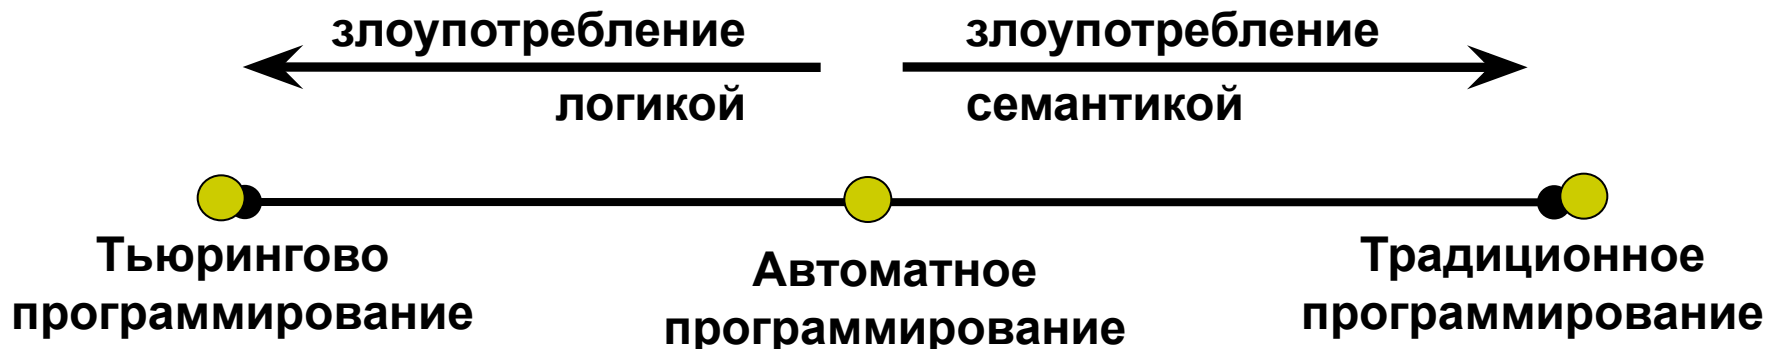 злоупотребление
логикой
злоупотребление
семантикой
Тьюрингово
программирование
Автоматное
программирование
Традиционное
программирование